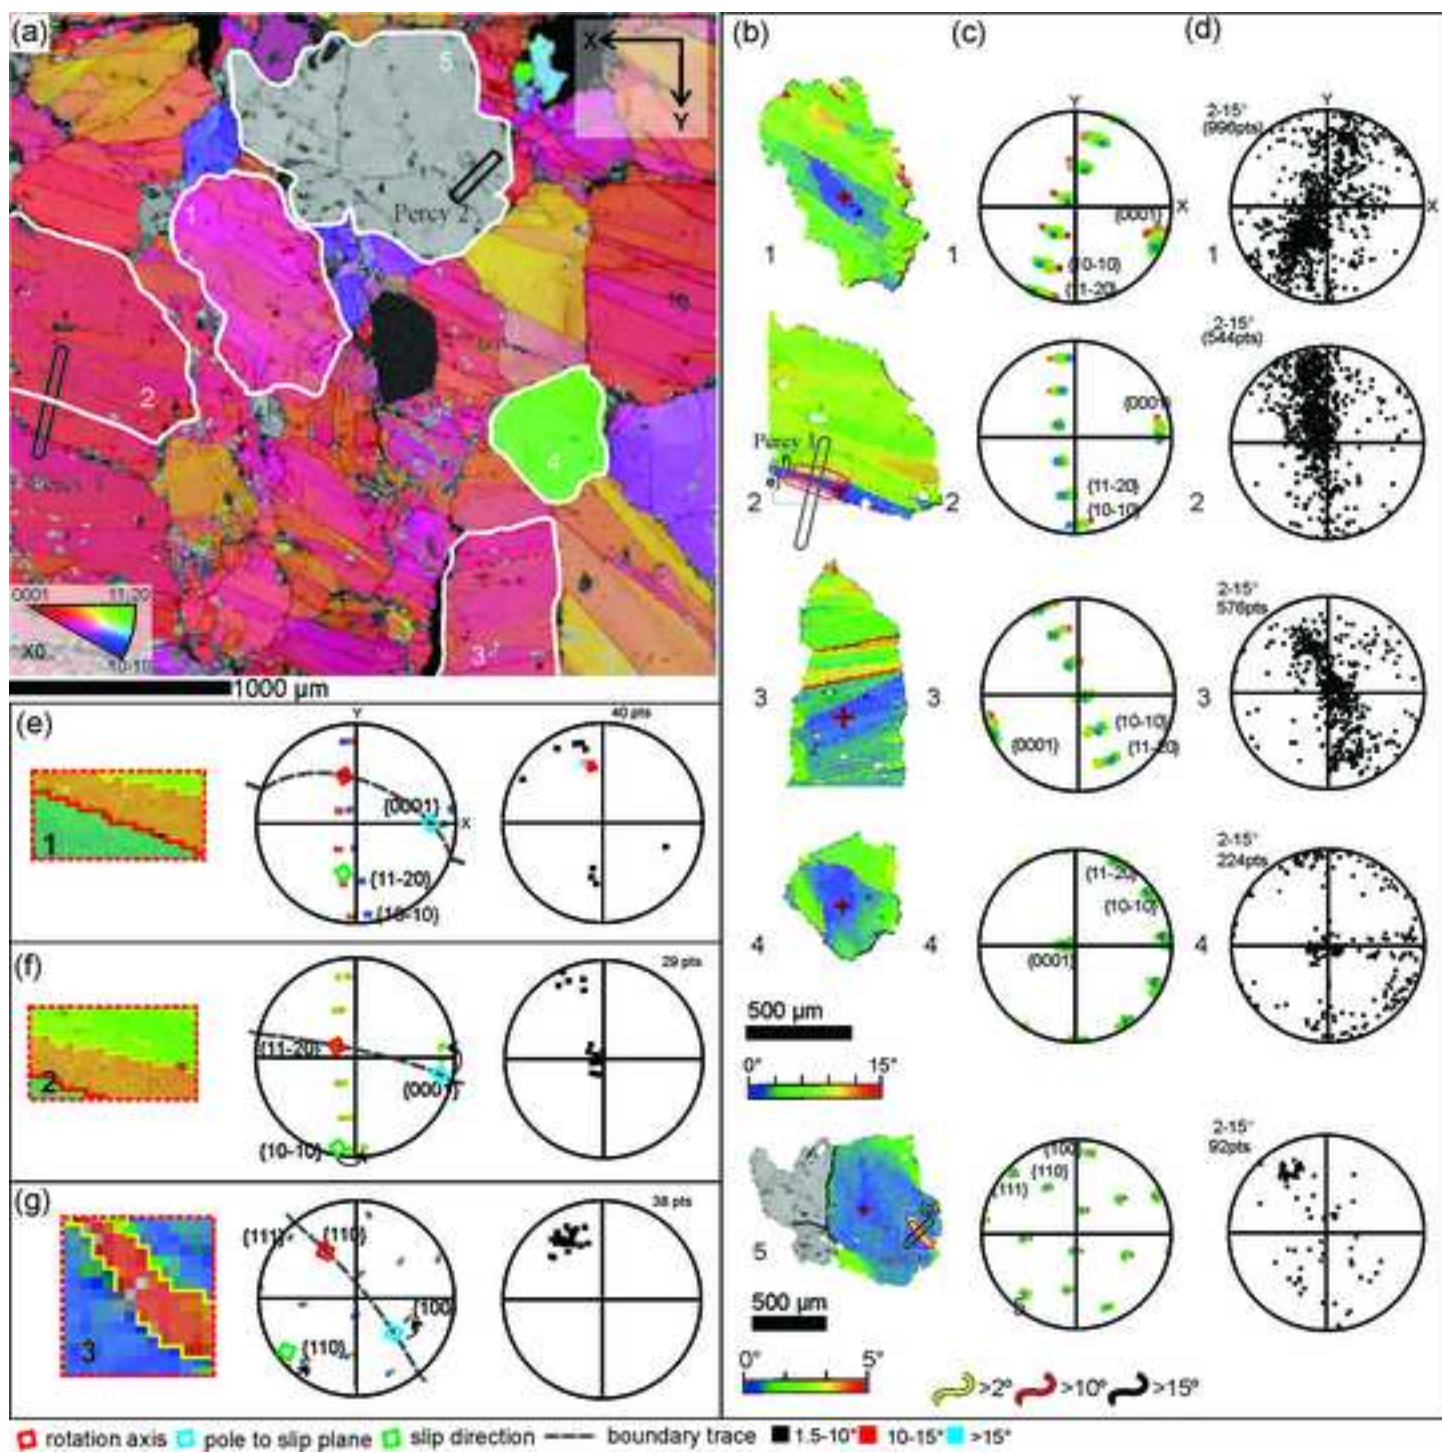 (a)
X
Y
5
1
Percy 2
2
4
3
0001 11-20
X0
10-10
1000 µm
(b) (c) (d)
Y
2-15°
(996pts)
Y
X
X
{0001}
{10-10}
{11-20}
1 1 1
2-15°
(544pts)
{0001}
Percy 1
{11-20}
{10-10}
2 2 2
2-15°
576pts
3 3 3
{10-10}
{0001}
{11-20}
2-15°
224pts
{11-20}
{10-10}
4 4 4
{0001}
500 µm
0° 15°
2-15°
92pts
{100}
{110}
{111}
5
500 µm
0° 5°
>2° >10° >15°
(e)
Y
40 pts
{0001}
X
1
{11-20}
{10-10}
(f)
29 pts
{11-20}
2
{0001}
{10-10}
(g)
38 pts
{111} {110}
{100}
3
{110}
rotation axis pole to slip plane slip direction boundary trace 1.5-10° 10-15° >15°